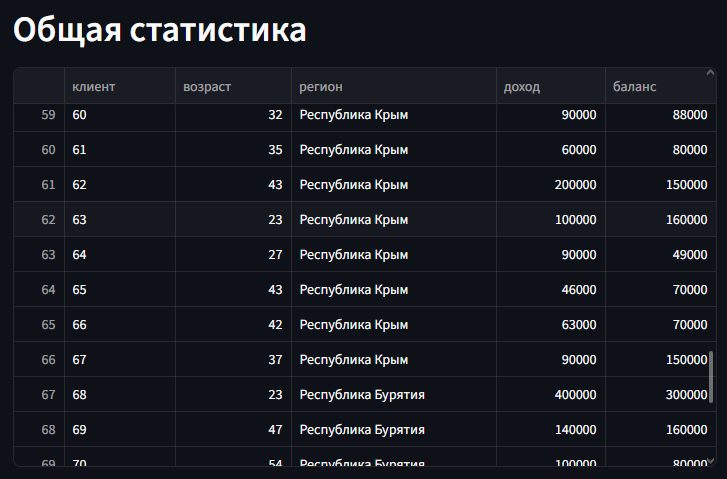 Общая статистика
клиент возраст регион доход баланс
59 60 32 Республика Крым 90000 88000
60 61 35 Республика Крым 60000 80000
61 62 43 Республика Крым 200000 150000
62 63 23 Республика Крым 100000 160000
63 64 27 Республика Крым 90000 49000
64 65 43 Республика Крым 46000 70000
65 66 42 Республика Крым 63000 70000
66 67 37 Республика Крым 90000 150000
67 68 23 Республика Бурятия 400000 300000
68 69 47 Республика Бурятия 140000 160000
69 70 54 Республика Бурятия 100000 80000